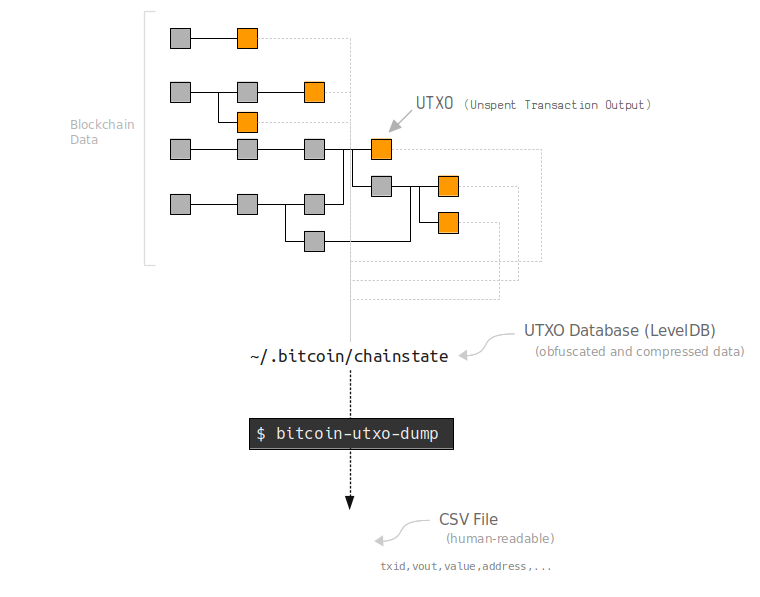 UTXO (Unspent Transaction Output)
Blockchain
Data
UTXO Database (LevelDB)
(obfuscated and compressed data)
~/.bitcoin/chainstate
$ bitcoin-utxo-dump
CSV File
(human-readable)
txid,vout,value,address,...